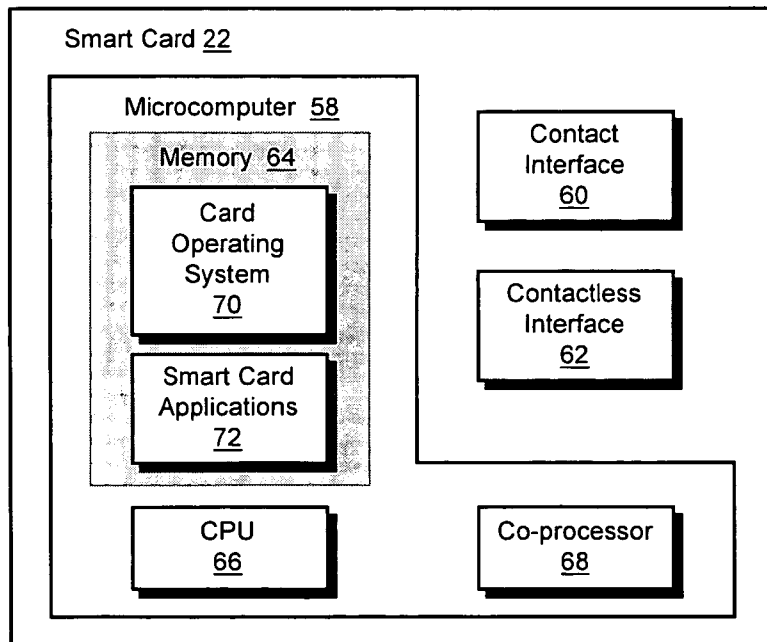 Smart Card 22
Microcomputer 58
Memory 64
Card
Operating
System
70
Smart Card
Applications
72
CPU
66
Contact
Interface
60
Contactless
Interface
62
Co-processor
68